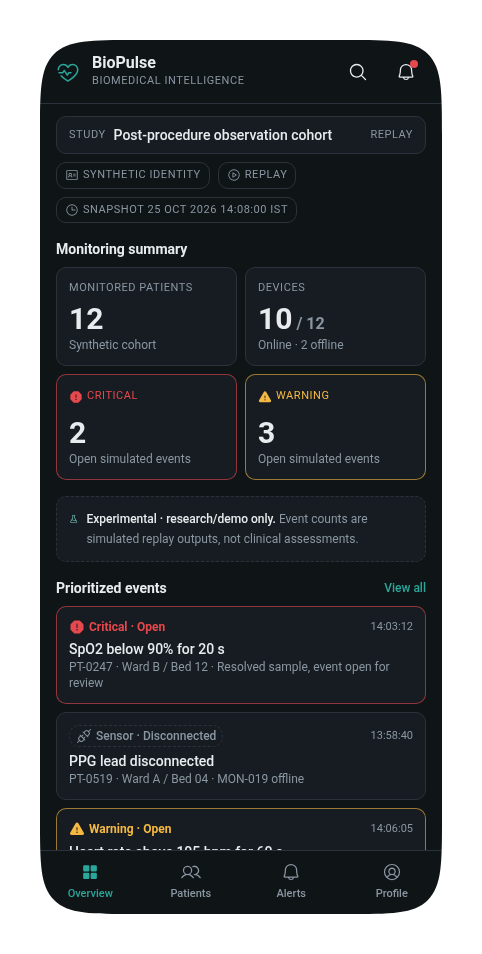 BioPulse
BIOMEDICAL INTELLIGENCE
STUDY Post-procedure observation cohort REPLAY
SYNTHETIC IDENTITY REPLAY
SNAPSHOT 25 OCT 2026 14:08:00 IST
Monitoring summary
MONITORED PATIENTS
12
Synthetic cohort
DEVICES
10 / 12
Online · 2 offline
CRITICAL
2
Open simulated events
WARNING
3
Open simulated events
Experimental · research/demo only. Event counts are
simulated replay outputs, not clinical assessments.
Prioritized events View all
Critical · Open 14:03:12
SpO2 below 90% for 20 s
PT-0247 · Ward B / Bed 12 · Resolved sample, event open for
review
Sensor · Disconnected 13:58:40
PPG lead disconnected
PT-0519 · Ward A / Bed 04 · MON-019 offline
Warning · Open 14:06:05
Heart rate above
Overview Patients Alerts Profile